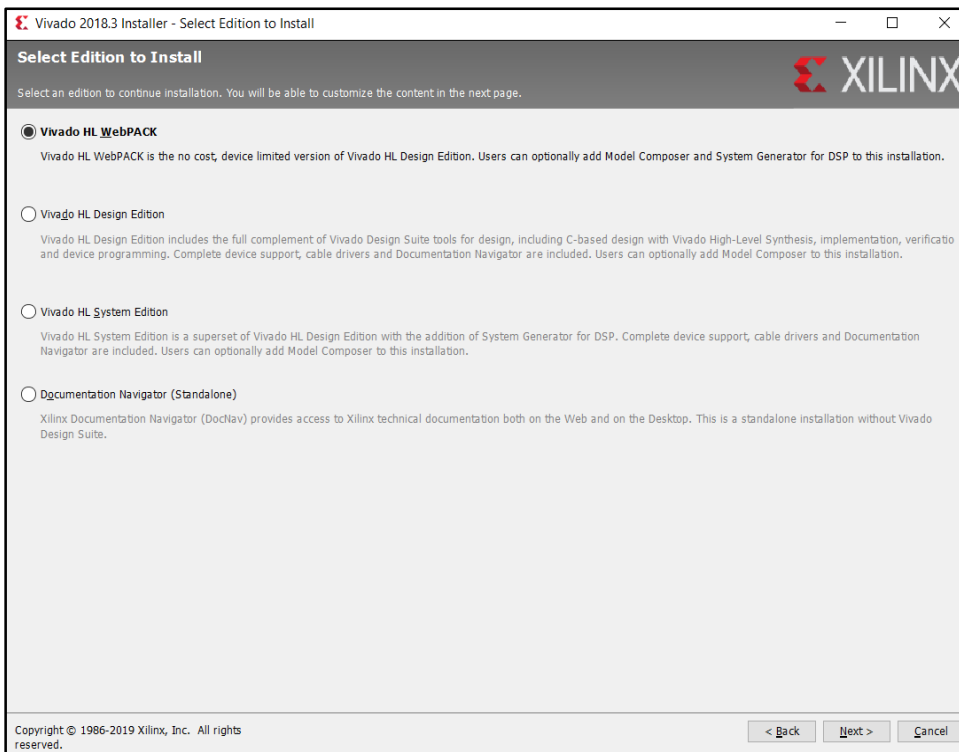 Vivado 2018.3 Installer - Select Edition to Install
Select Edition to Install
XILINX
Select an edition to continue installation. You will be able to customize the content in the next page.
Vivado HL WebPACK
Vivado HL WebPACK is the no cost, device limited version of Vivado HL Design Edition. Users can optionally add Model Composer and System Generator for DSP to this installation.
Vivado HL Design Edition
Vivado HL Design Edition includes the full complement of Vivado Design Suite tools for design, including C-based design with Vivado High-Level Synthesis, implementation, verificatio
and device programming. Complete device support, cable drivers and Documentation Navigator are included. Users can optionally add Model Composer to this installation.
Vivado HL System Edition
Vivado HL System Edition is a superset of Vivado HL Design Edition with the addition of System Generator for DSP. Complete device support, cable drivers and Documentation
Navigator are included. Users can optionally add Model Composer to this installation.
Documentation Navigator (Standalone)
Xilinx Documentation Navigator (DocNav) provides access to Xilinx technical documentation both on the Web and on the Desktop. This is a standalone installation without Vivado
Design Suite.
Copyright © 1986-2019 Xilinx, Inc. All rights
reserved.
< Back Next > Cancel